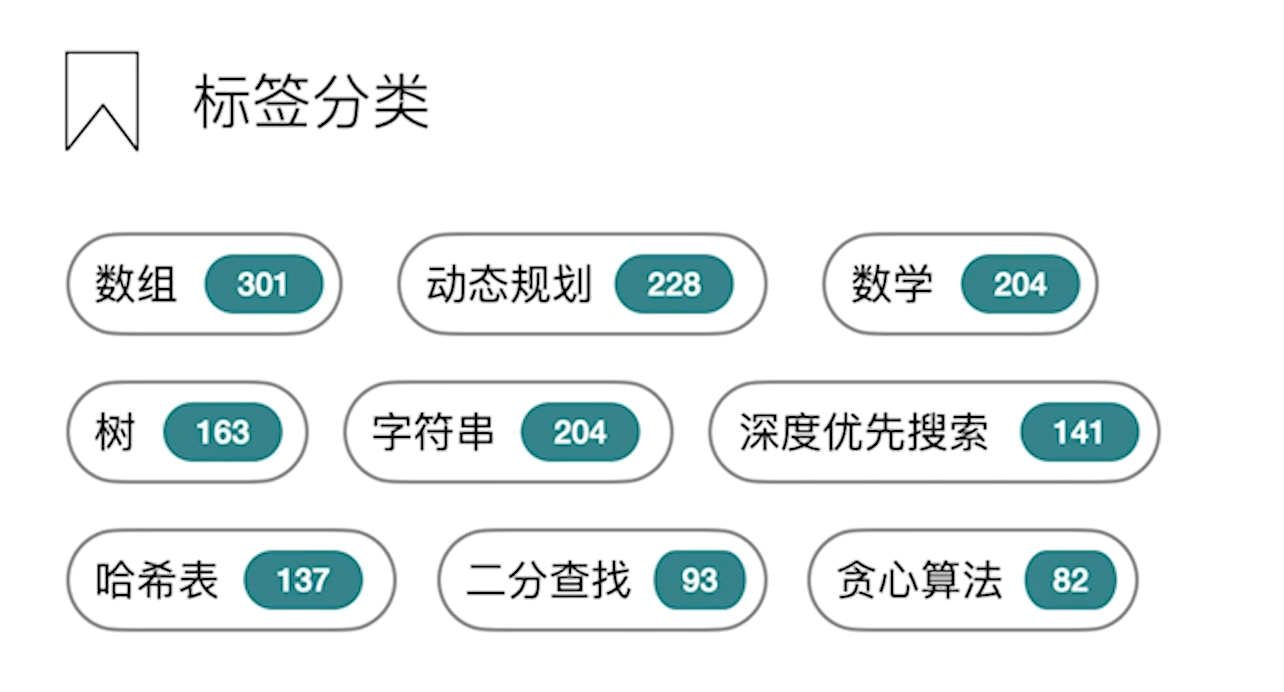 标签分类
数组 301 动态规划 228 数学 204
树 163 字符串 204 深度优先搜索 141
哈希表 137 二分查找 93 贪心算法 82